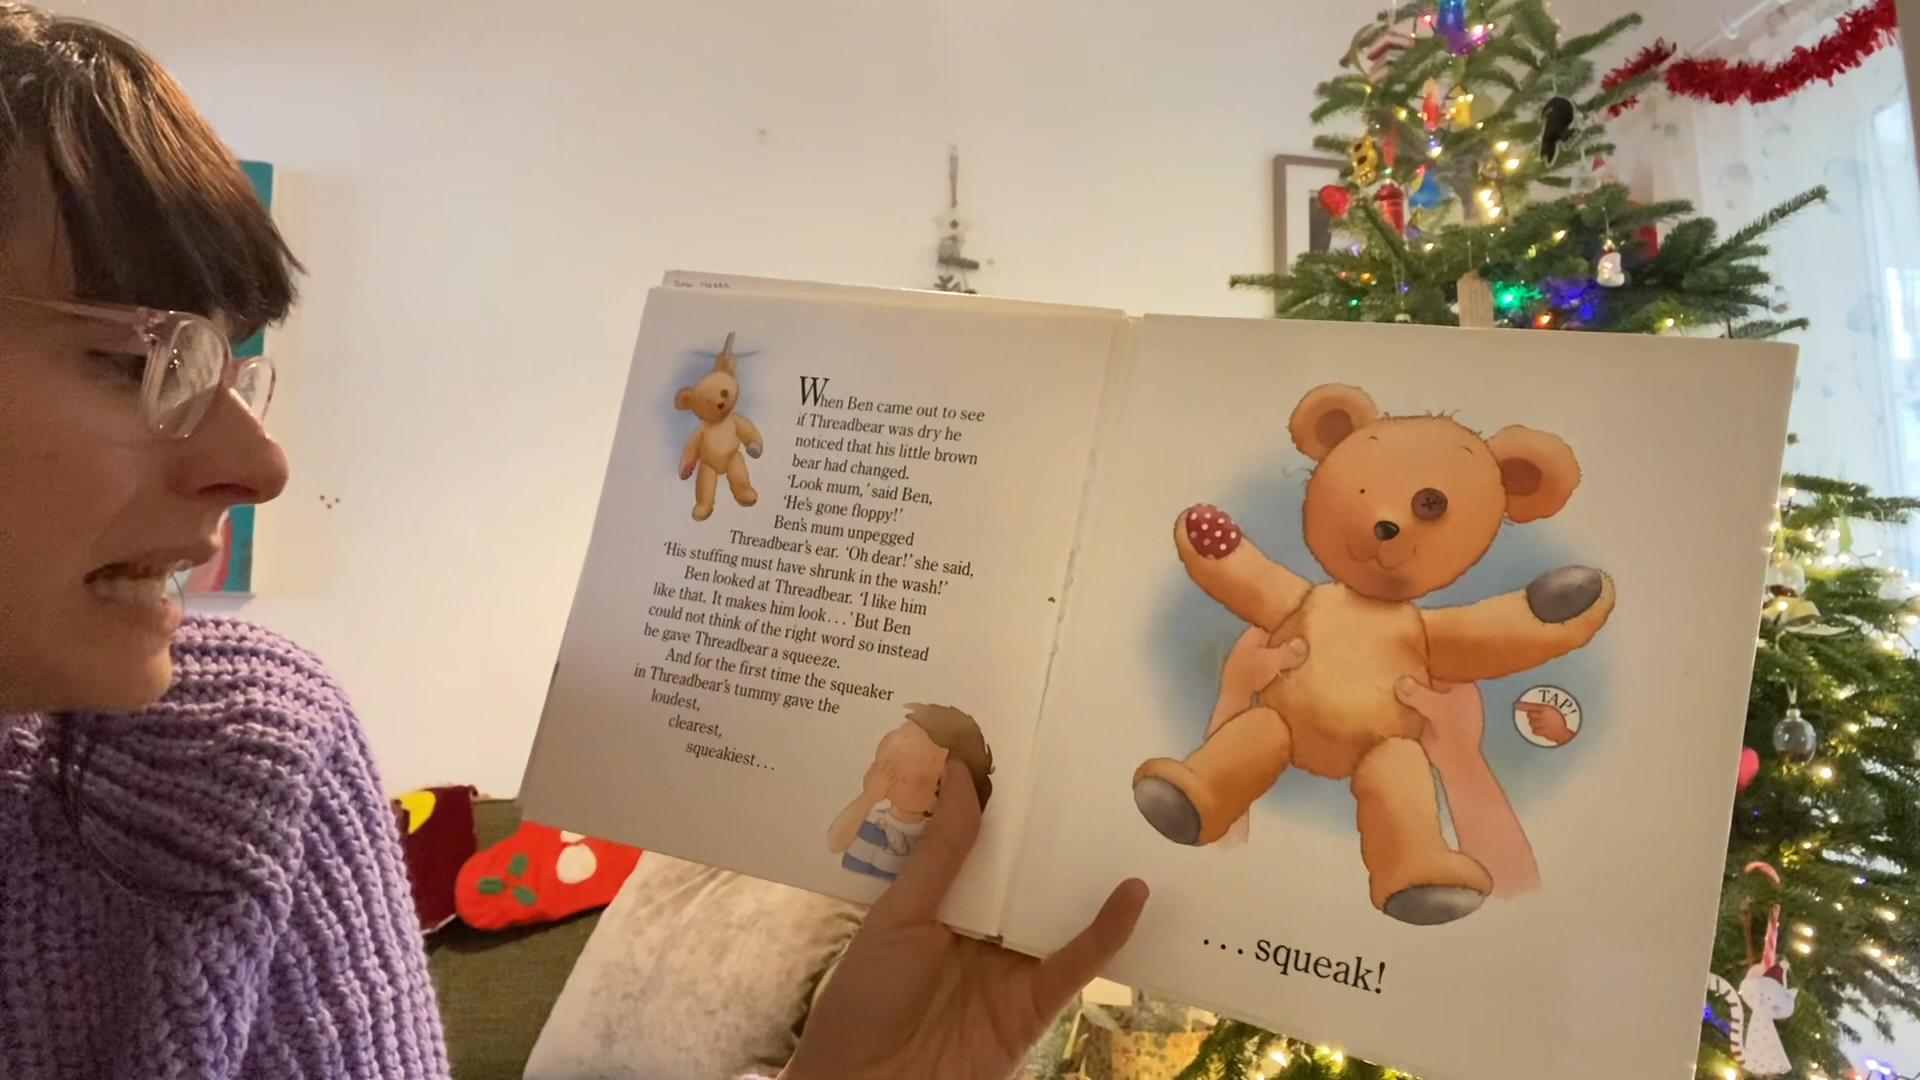 When Ben came out to see
if Threadbear was dry he
noticed that his little brown
bear had changed.
‘Look mum,’ said Ben,
‘He’s gone floppy!’
Ben’s mum unpegged
Threadbear’s ear. ‘Oh dear!’ she said,
‘His stuffing must have shrunk in the wash!’
Ben looked at Threadbear. ‘I like him
like that. It makes him look. . . ’ But Ben
could not think of the right word so instead
he gave Threadbear a squeeze.
And for the first time the squeaker
in Threadbear’s tummy gave the
loudest,
clearest,
squeakiest . . .
TAP!
. . . squeak!